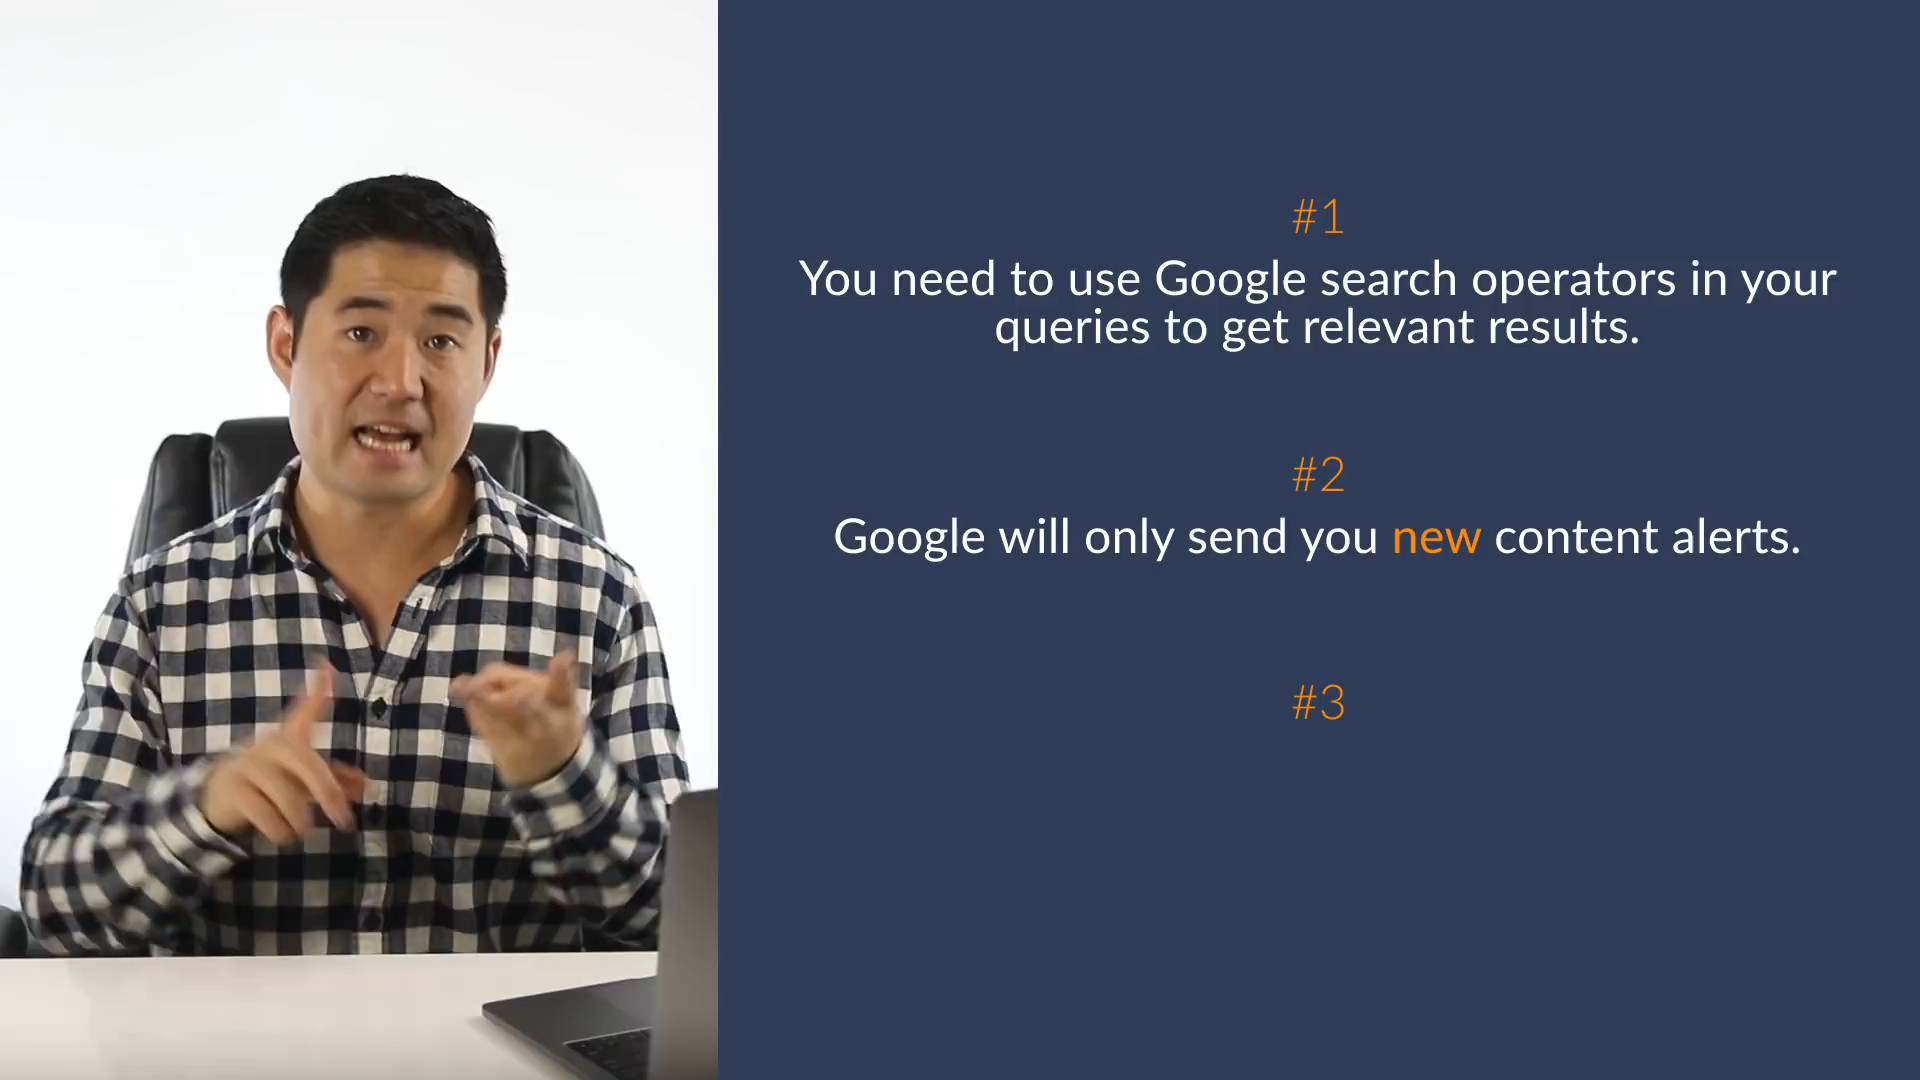 #1
You need to use Google search operators in your
queries to get relevant results.
#2
Google will only send you new content alerts.
#3